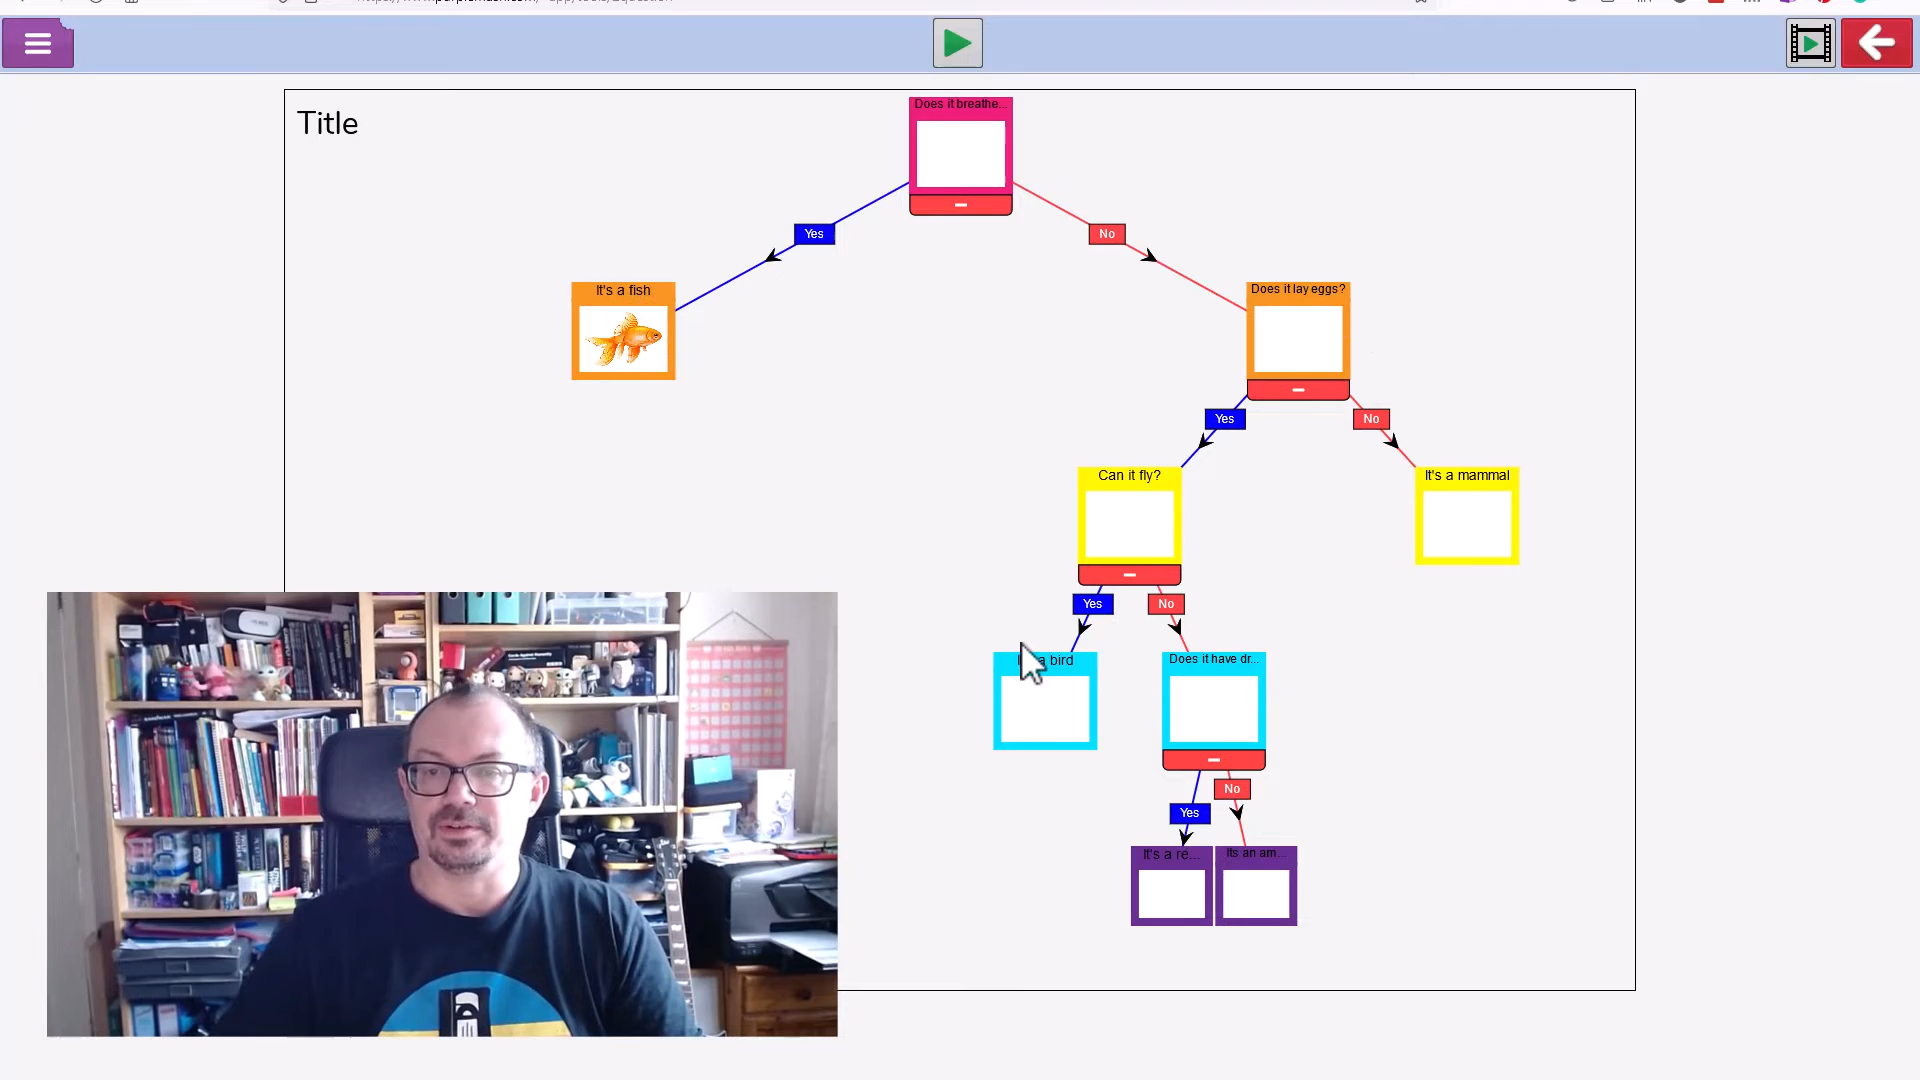 Title
Does it breathe...
Yes
No
It's a fish
Does it lay eggs?
Yes
No
Can it fly?
It's a mammal
Yes
No
a bird
Does it have dr...
Yes
No
It's a re...
Its an am...